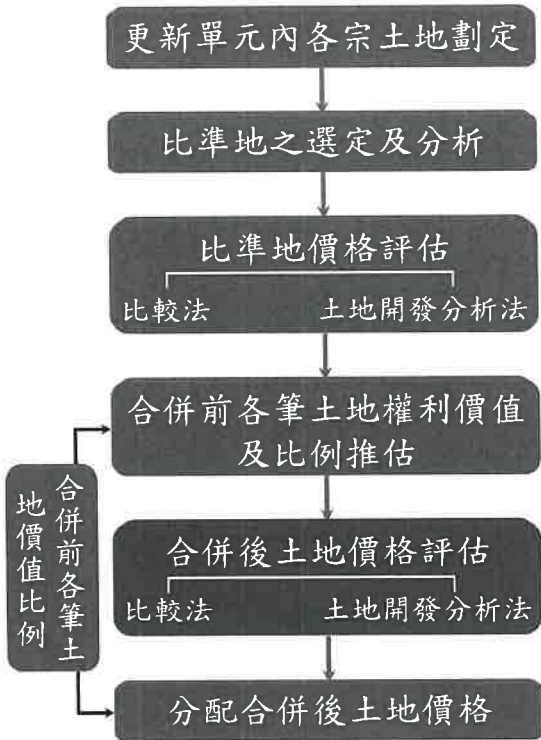 更新單元內各宗土地劃定
比準地之選定及分析
比準地價格評估
比較法
土地開發分析法
合併前各筆土地權利價值
及比例推估
合併前各筆土
地價值比例
合併後土地價格評估
比較法
土地開發分析法
分配合併後土地價格